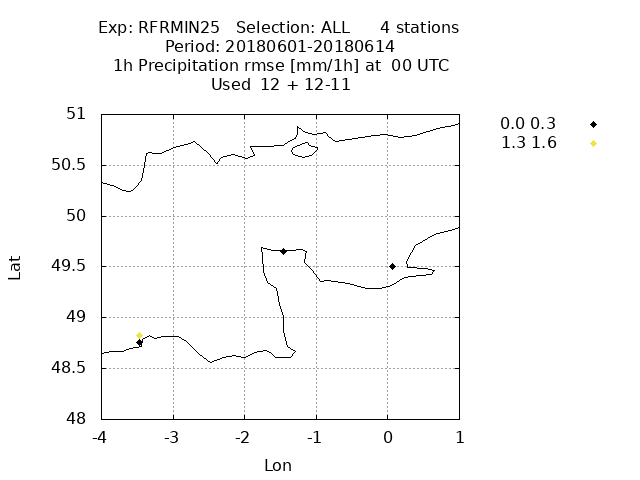 Exp: RFRMIN25 Selection: ALL 4 stations
Period: 20180601-20180614
1h Precipitation rmse [mm/1h] at 00 UTC
Used 12 + 12-11
51
50.5
50
49.5
49
48.5
48
Lat
-4 -3 -2 -1 0 1
Lon
0.0 0.3
1.3 1.6